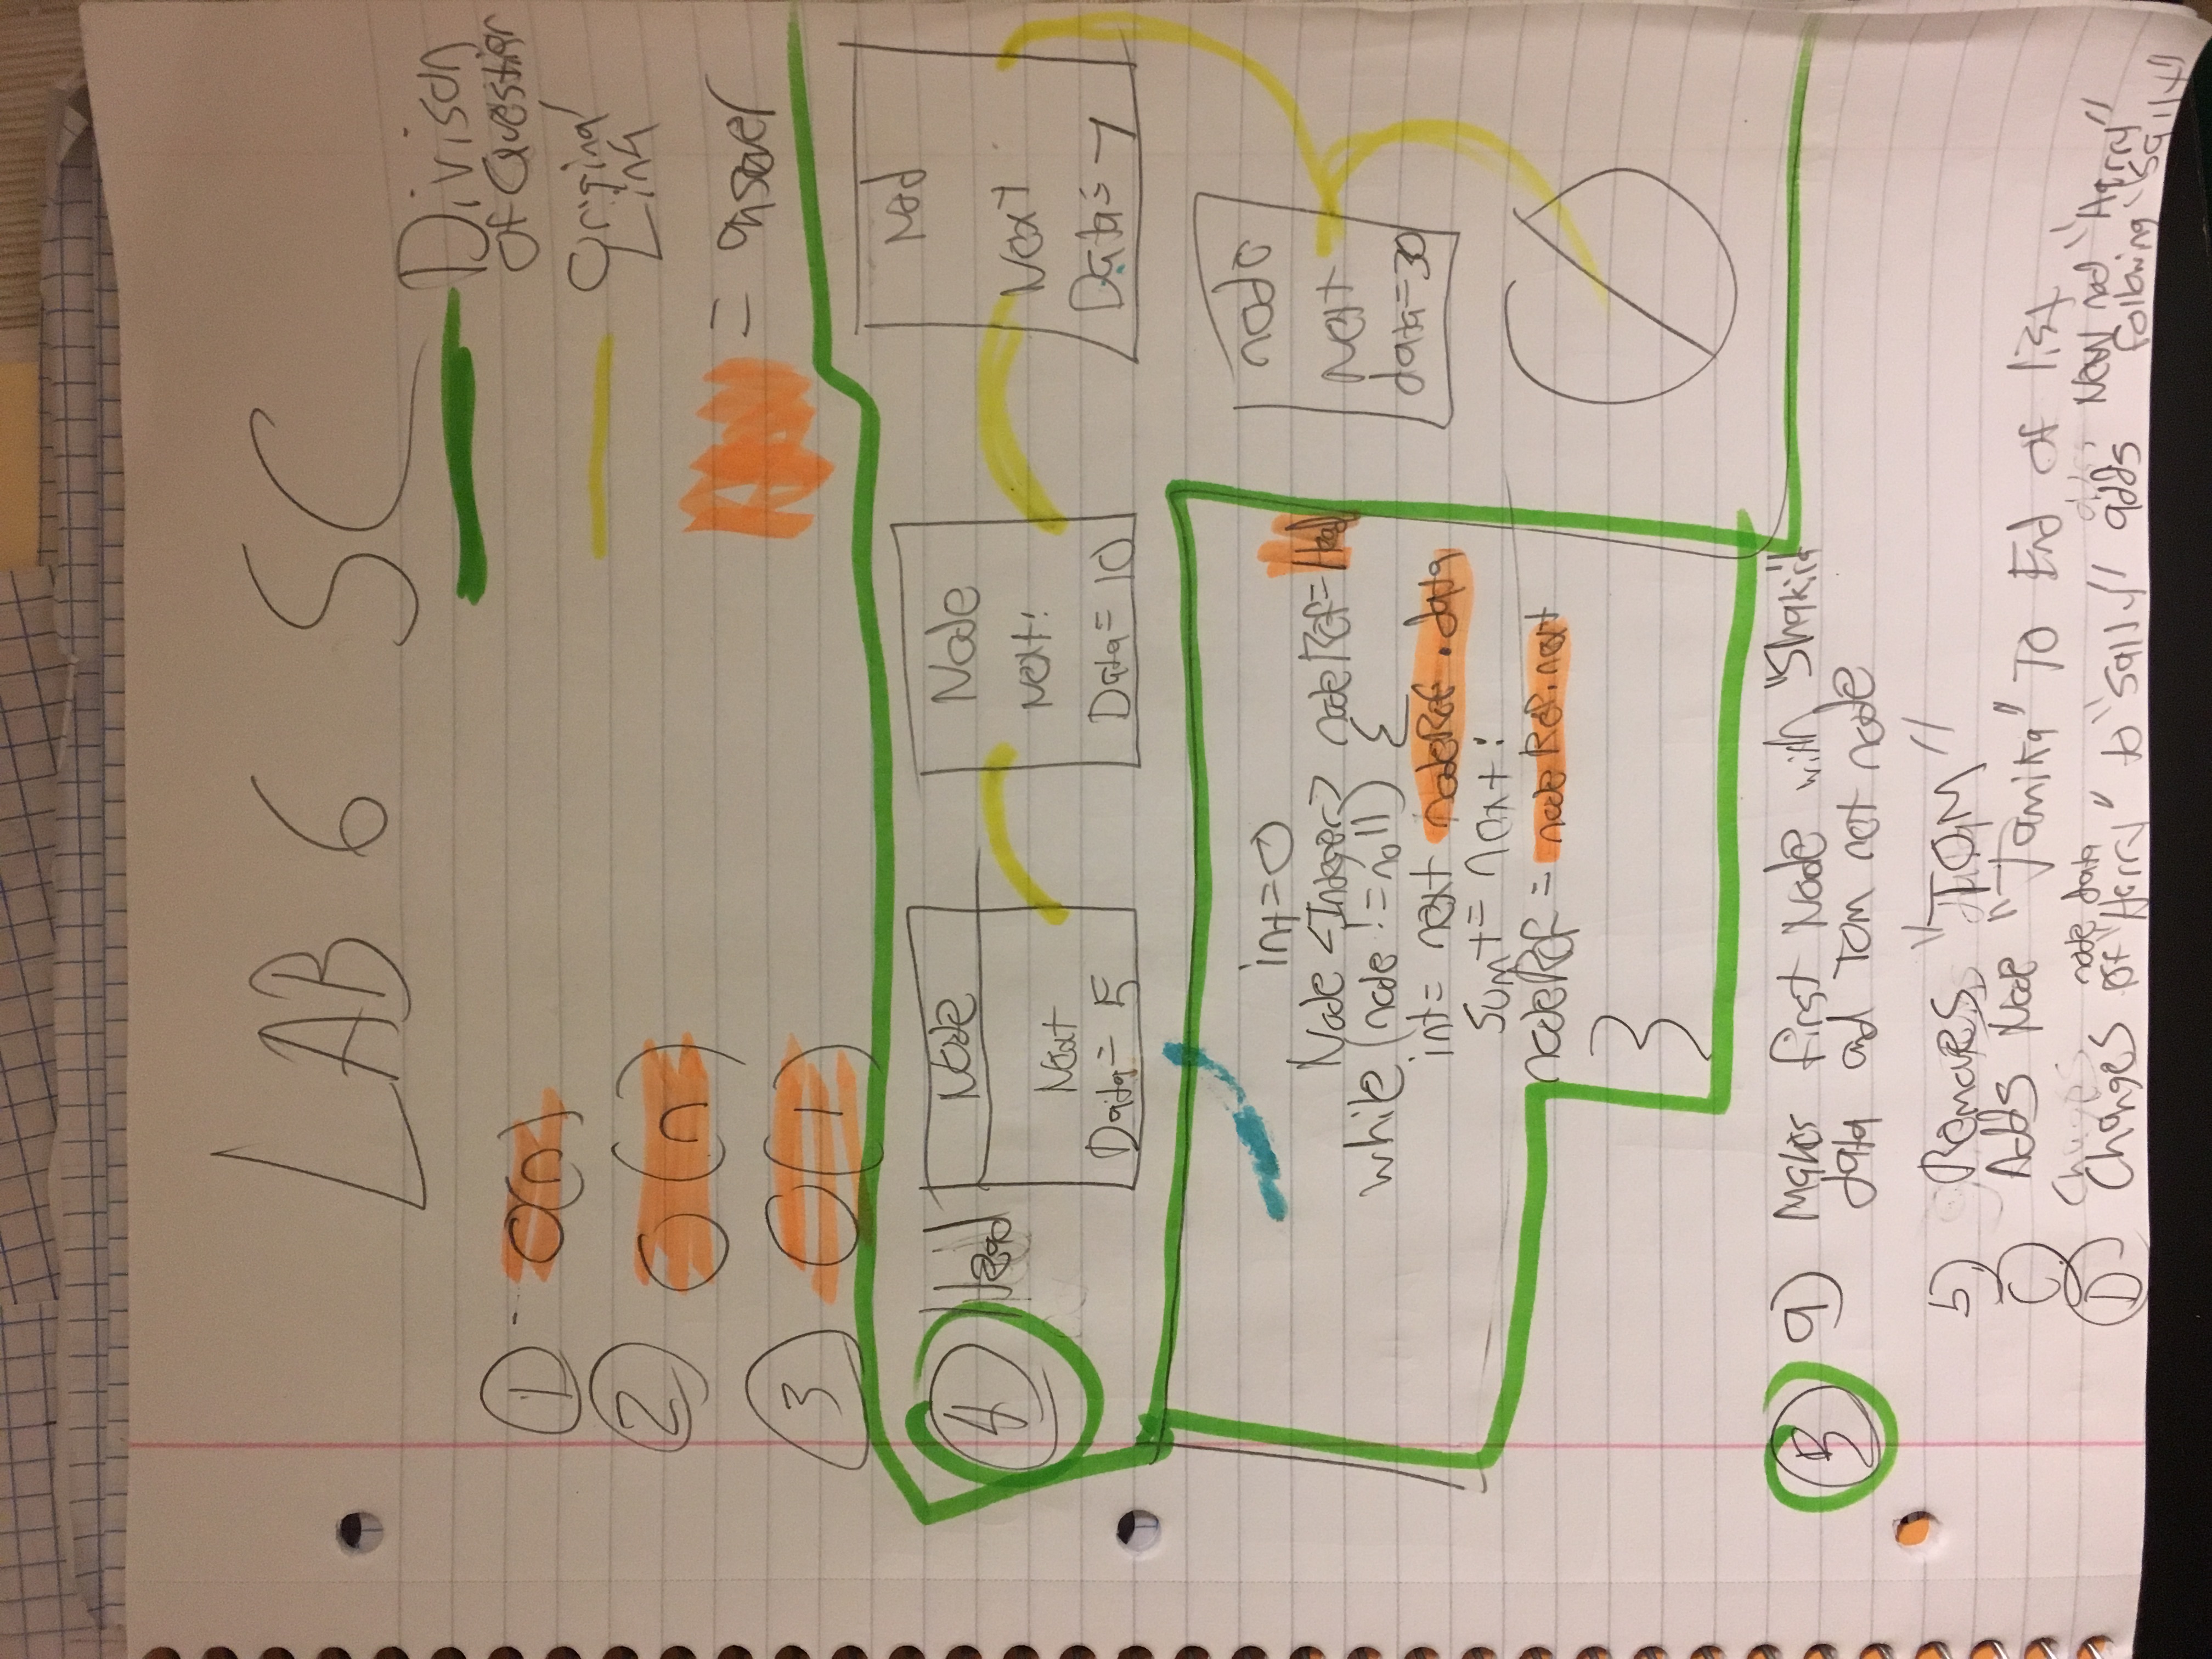 LAB 6 SC
Divison
of Question
Original
Link
= answer
1 - O(n)
2 O(n)
3 O(1)
4 Head
Node
Next
Data = 5
Node
Next:
Data = 10
Nod
Next
Data = 7
node
Next
data = 30
int = 0
Node <Integer> nodeRef = Head
while (node != null) {
int = next nodeRef.data
sum += next;
nodeRef = nodeRef.next
}
5 a) Makes first Node with "Shakira"
data and Tom net node
b) Removes "TOM"
C) Adds Node "Tamika" To End of list
D) Changes node data of "Harry" to "Sally" adds New nod "Harry"
following "Sally"